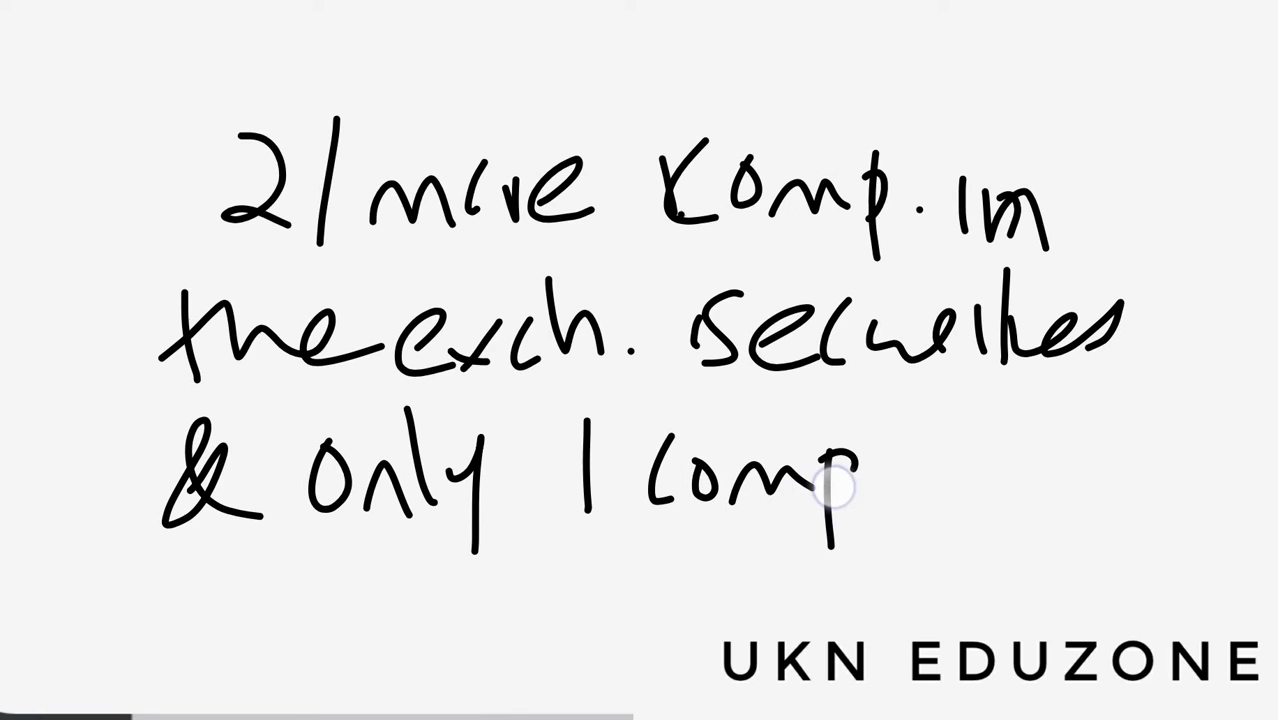 2/more comp. in
the exch. securities
& only 1 comp
UKN EDUZONE